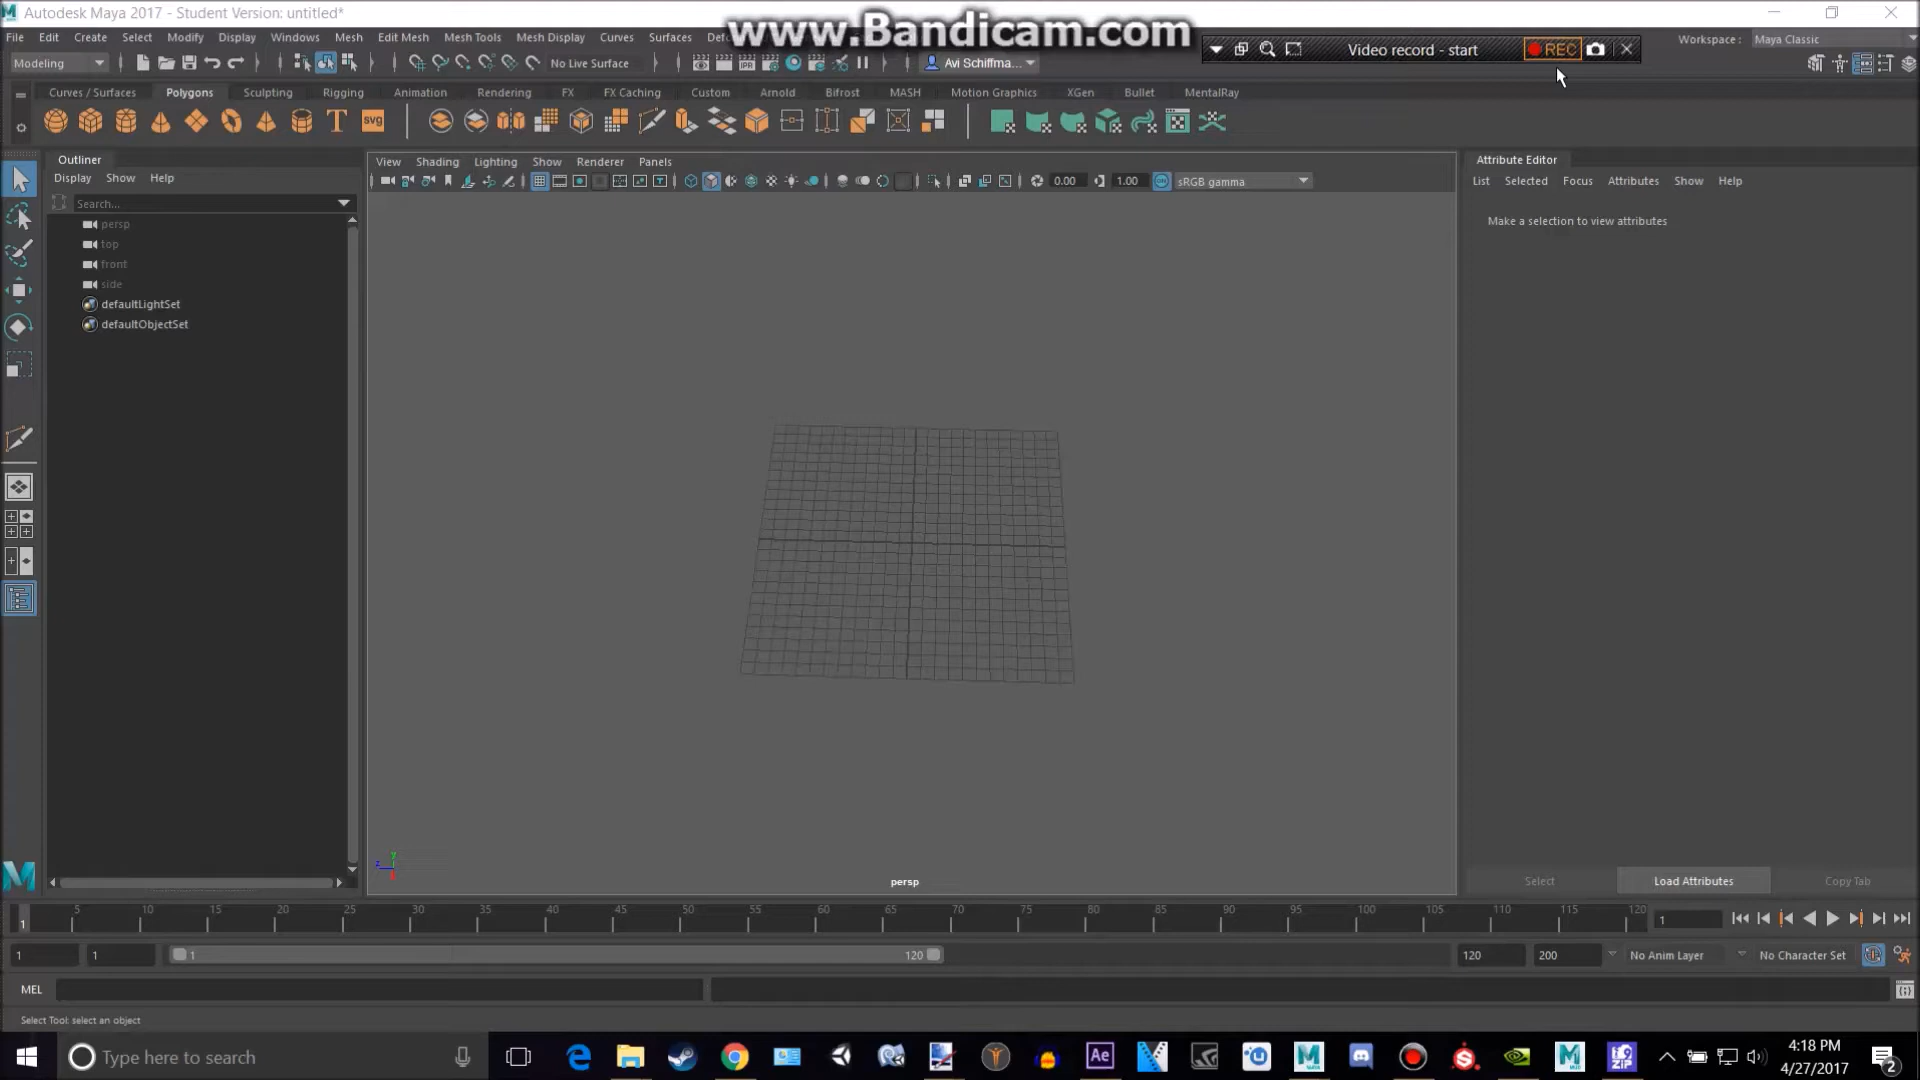 Autodesk Maya 2017 - Student Version: untitled*
www.Bandicam.com
File Edit Create Select Modify Display Windows Mesh Edit Mesh Mesh Tools Mesh Display Curves Surfaces
Video record - start REC
Workspace : Maya Classic
Modeling No Live Surface Avi Schiffma...
Curves / Surfaces Polygons Sculpting Rigging Animation Rendering FX FX Caching Custom Arnold Bifrost MASH Motion Graphics XGen Bullet MentalRay
T SVG
Outliner
Display Show Help
Search...
persp
top
front
side
defaultLightSet
defaultObjectSet
View Shading Lighting Show Renderer Panels
0.00 1.00 sRGB gamma
Attribute Editor
List Selected Focus Attributes Show Help
Make a selection to view attributes
z y
persp
Select Load Attributes Copy Tab
1 5 10 15 20 25 30 35 40 45 50 55 60 65 70 75 80 85 90 95 100 105 110 115 120 1
1 1 1 120 120 200 No Anim Layer No Character Set
MEL
Select Tool: select an object
Type here to search
Ae
4:18 PM
4/27/2017
2